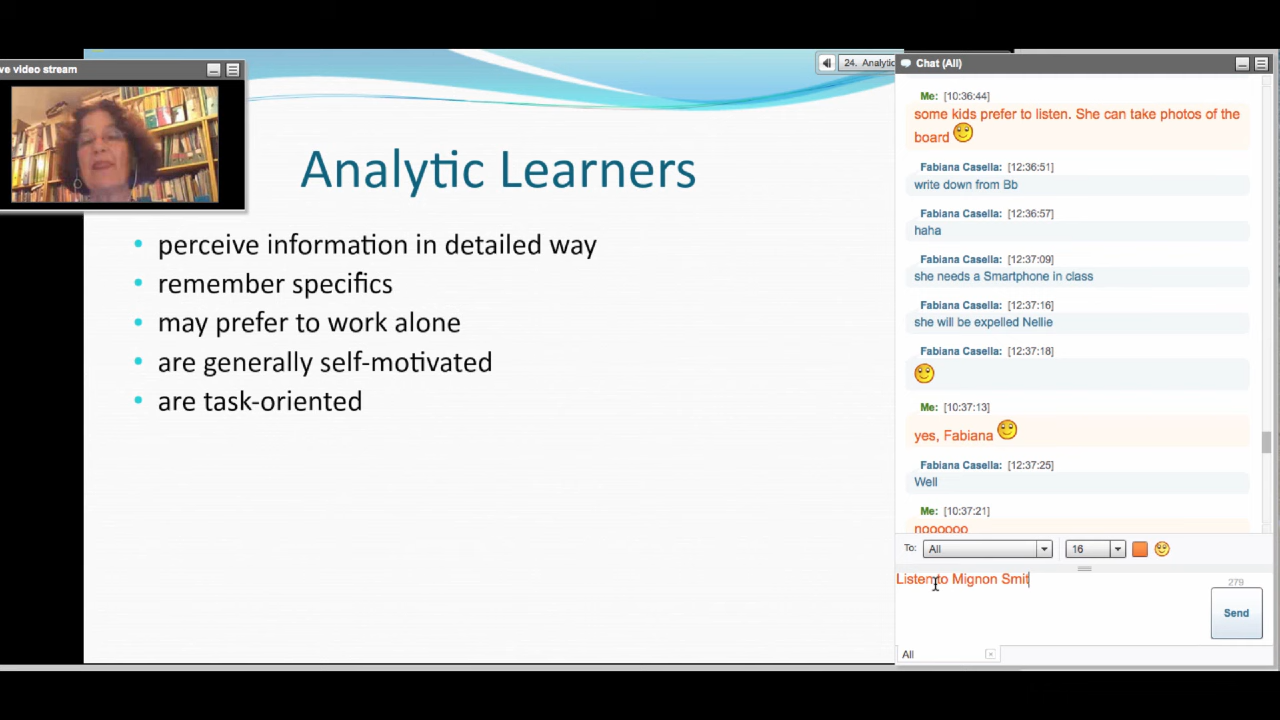 ve video stream
24. Analytic
Analytic Learners
perceive information in detailed way
remember specifics
may prefer to work alone
are generally self-motivated
are task-oriented
Chat (All)
Me: [10:36:44]
some kids prefer to listen. She can take photos of the
board
Fabiana Casella: [12:36:51]
write down from Bb
Fabiana Casella: [12:36:57]
haha
Fabiana Casella: [12:37:09]
she needs a Smartphone in class
Fabiana Casella: [12:37:16]
she will be expelled Nellie
Fabiana Casella: [12:37:18]
Me: [10:37:13]
yes, Fabiana
Fabiana Casella: [12:37:25]
Well
Me: [10:37:21]
noooooo
To: All 16
Listen to Mignon Smit
279
Send
All